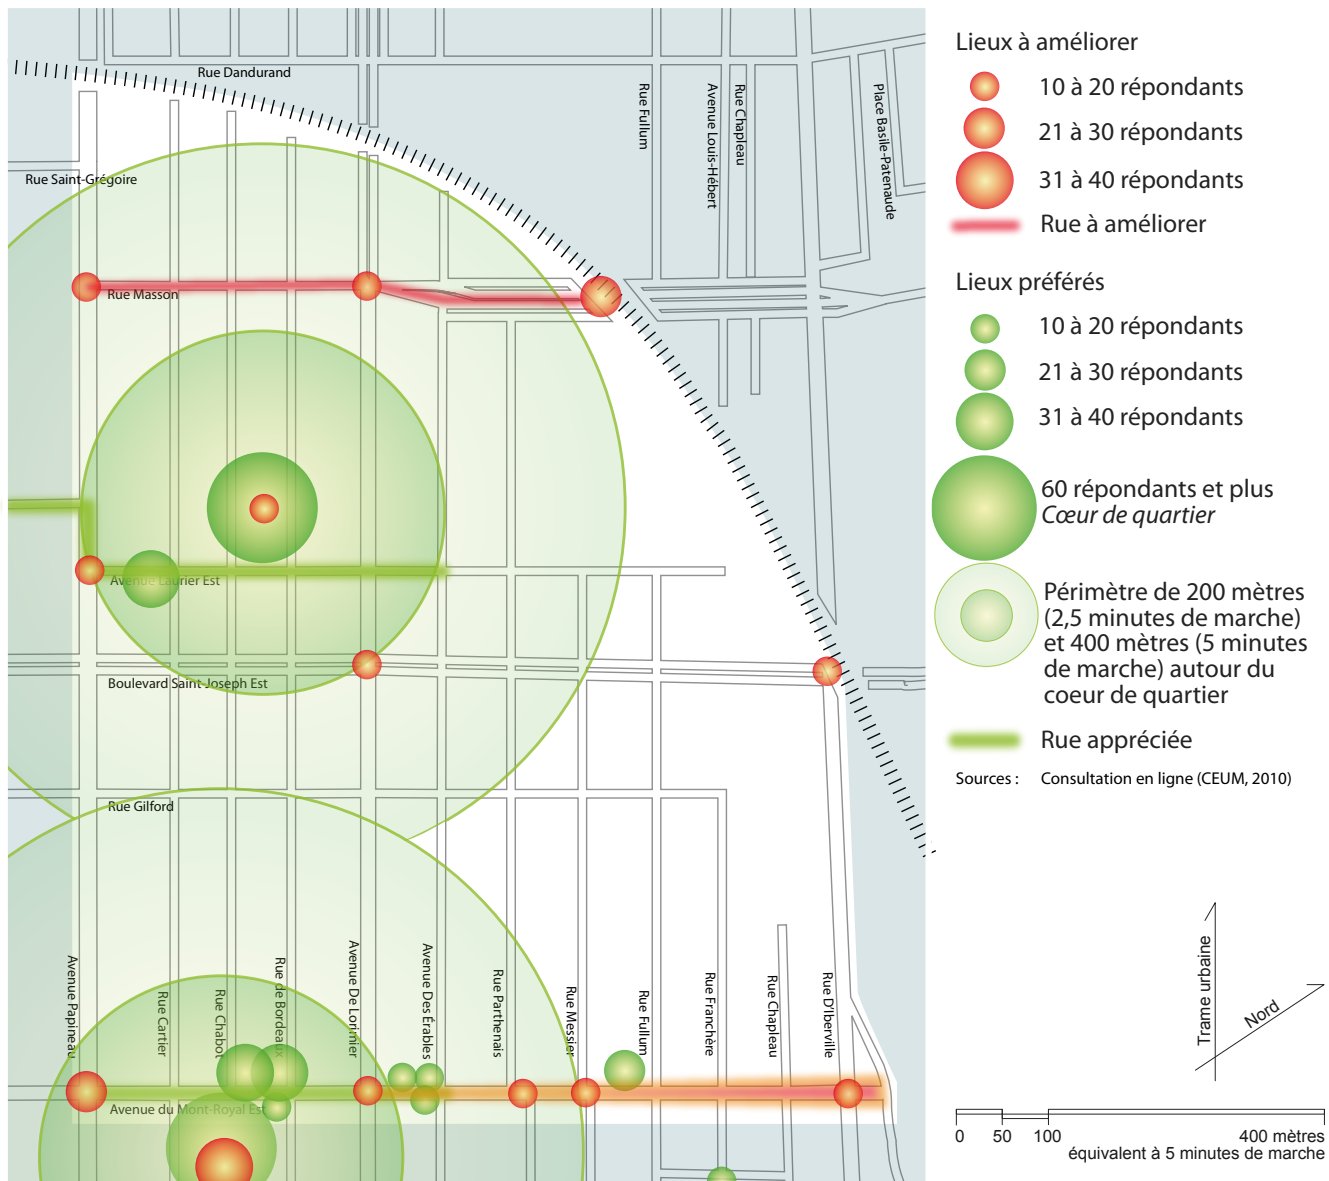 Rue Dandurand
Rue Saint-Grégoire
Rue Fullum
Avenue Louis-Hébert
Rue Chapleau
Place Basile-Patenaude
Rue Masson
Avenue Laurier Est
Boulevard Saint-Joseph Est
Rue Gilford
Avenue Papineau
Rue Cartier
Rue Chabot
Rue de Bordeaux
Avenue De Lorimier
Avenue Des Érables
Rue Parthenais
Rue Messier
Rue Fullum
Rue Franchère
Rue Chapleau
Rue D'Iberville
Avenue du Mont-Royal Est
Lieux à améliorer
10 à 20 répondants
21 à 30 répondants
31 à 40 répondants
Rue à améliorer
Lieux préférés
10 à 20 répondants
21 à 30 répondants
31 à 40 répondants
60 répondants et plus
Cœur de quartier
Périmètre de 200 mètres
(2,5 minutes de marche)
et 400 mètres (5 minutes
de marche) autour du
coeur de quartier
Rue appréciée
Sources : Consultation en ligne (CEUM, 2010)
Trame urbaine
Nord
0 50 100 400 mètres
équivalent à 5 minutes de marche